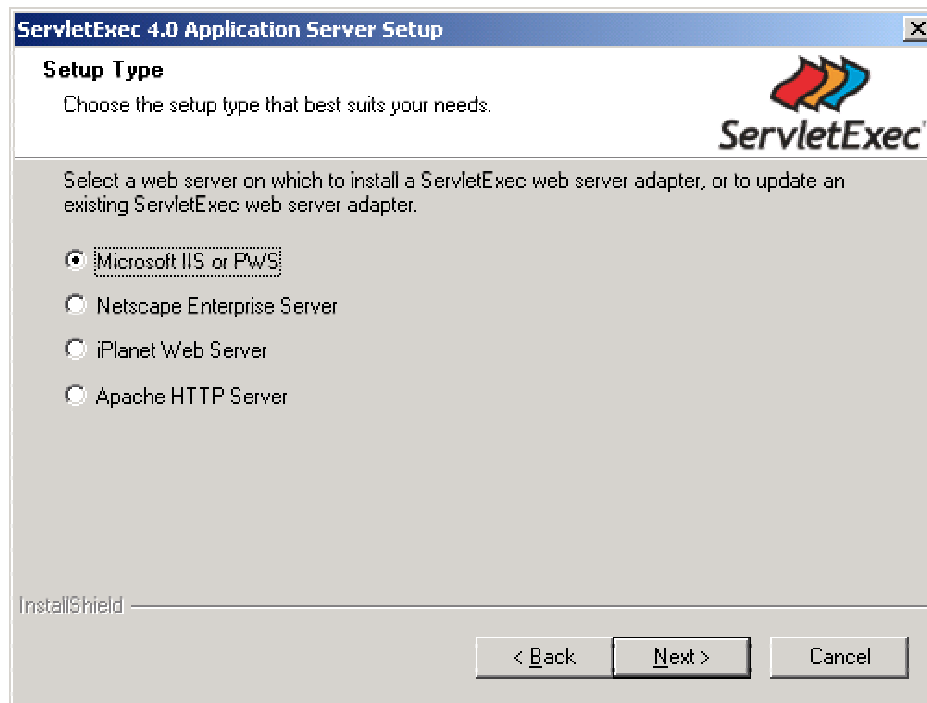 ServletExec 4.0 Application Server Setup
Setup Type
Choose the setup type that best suits your needs.
ServletExec
Select a web server on which to install a ServletExec web server adapter, or to update an
existing ServletExec web server adapter.
Microsoft IIS or PWS
Netscape Enterprise Server
iPlanet Web Server
Apache HTTP Server
InstallShield
< Back
Next >
Cancel